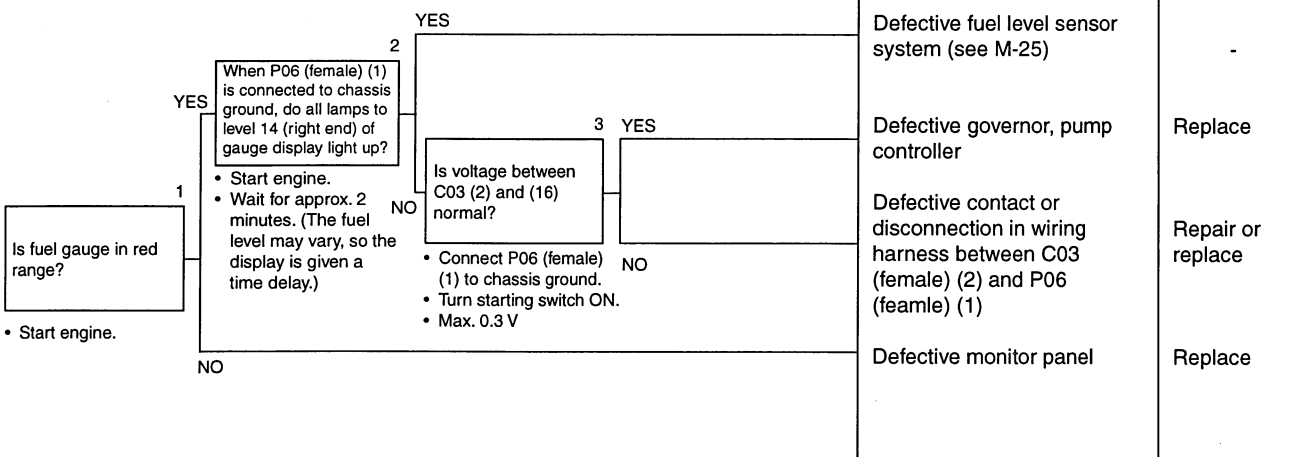 YES
2
When P06 (female) (1)
is connected to chassis
ground, do all lamps to
level 14 (right end) of
gauge display light up?
YES
• Start engine.
• Wait for approx. 2
minutes. (The fuel
level may vary, so the
display is given a
time delay.)
1
Is fuel gauge in red
range?
• Start engine.
NO
3
YES
Is voltage between
C03 (2) and (16)
normal?
NO
NO
• Connect P06 (female)
(1) to chassis ground.
• Turn starting switch ON.
• Max. 0.3 V
Defective fuel level sensor
system (see M-25)
-
Defective governor, pump
controller
Replace
Defective contact or
disconnection in wiring
harness between C03
(female) (2) and P06
(feamle) (1)
Repair or
replace
Defective monitor panel
Replace